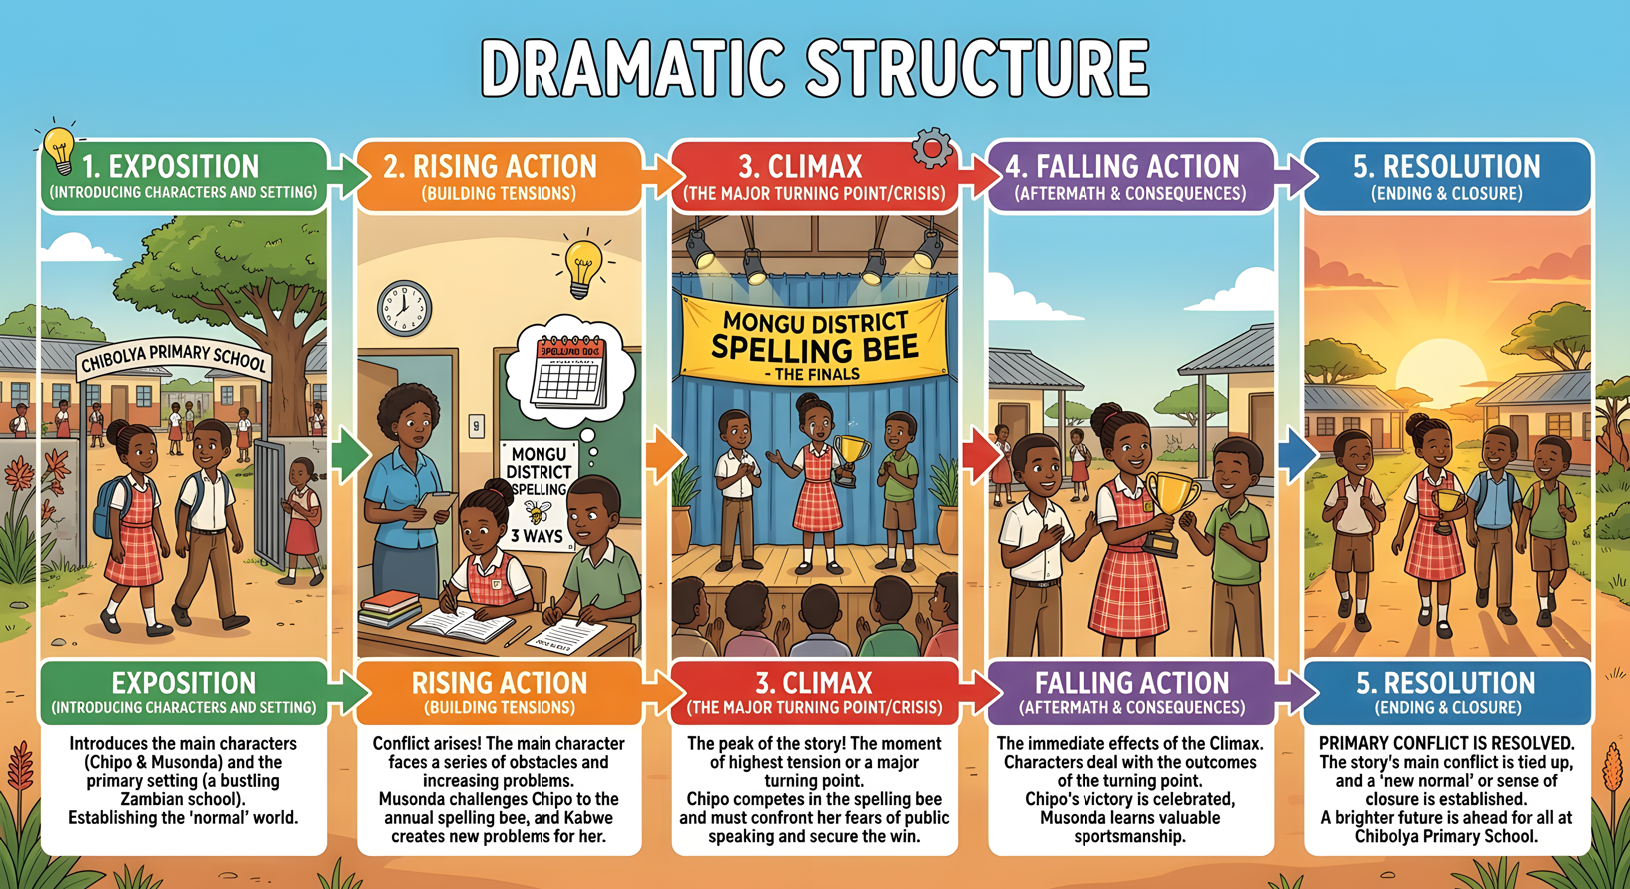 DRAMATIC STRUCTURE
1. EXPOSITION
(INTRODUCING CHARACTERS AND SETTING)
2. RISING ACTION
(BUILDING TENSIONS)
3. CLIMAX
(THE MAJOR TURNING POINT/CRISIS)
4. FALLING ACTION
(AFTERMATH & CONSEQUENCES)
5. RESOLUTION
(ENDING & CLOSURE)
CHIBOLYA PRIMARY SCHOOL
MONGU
DISTRICT
SPELLING
3 WAYS
MONGU DISTRICT
SPELLING BEE
- THE FINALS
EXPOSITION
(INTRODUCING CHARACTERS AND SETTING)
Introduces the main characters
(Chipo & Musonda) and the
primary setting (a bustling
Zambian school).
Establishing the 'normal' world.
RISING ACTION
(BUILDING TENSIONS)
Conflict arises! The main character
faces a series of obstacles and
increasing problems.
Musonda challenges Chipo to the
annual spelling bee, and Kabwe
creates new problems for her.
3. CLIMAX
(THE MAJOR TURNING POINT/CRISIS)
The peak of the story! The moment
of highest tension or a major
turning point.
Chipo competes in the spelling bee
and must confront her fears of public
speaking and secure the win.
FALLING ACTION
(AFTERMATH & CONSEQUENCES)
The immediate effects of the Climax.
Characters deal with the outcomes
of the turning point.
Chipo's victory is celebrated,
Musonda learns valuable
sportsmanship.
5. RESOLUTION
(ENDING & CLOSURE)
PRIMARY CONFLICT IS RESOLVED.
The story's main conflict is tied up,
and a 'new normal' or sense of
closure is established.
A brighter future is ahead for all at
Chibolya Primary School.